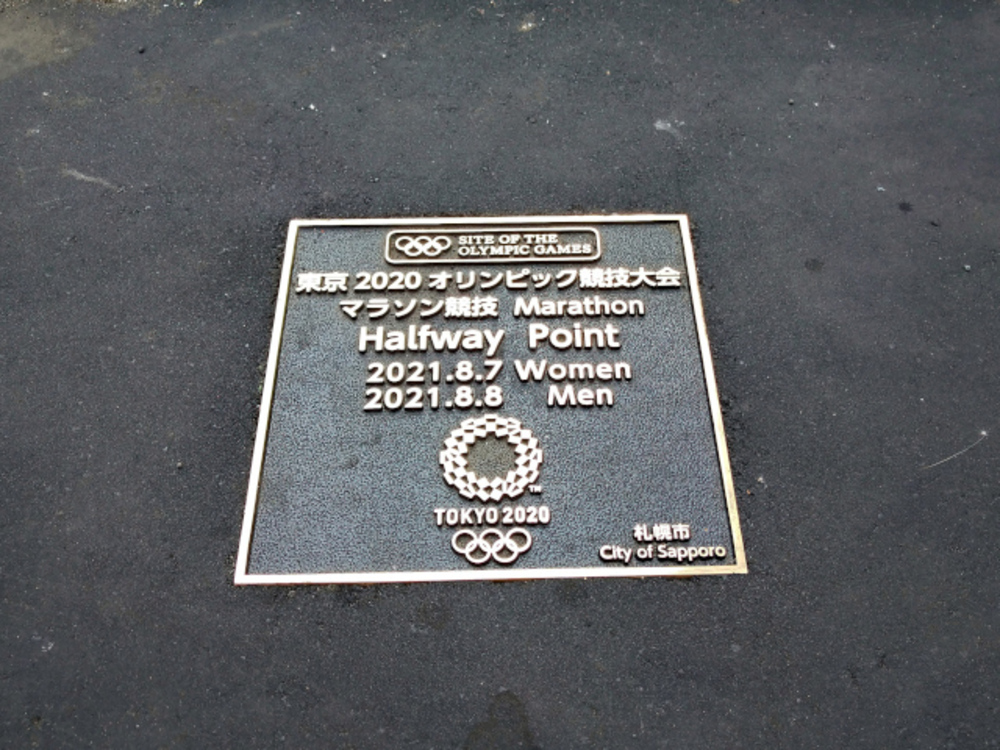 SITE OF THE
OLYMPIC GAMES
東京 2020 オリンピック競技大会
マラソン競技 Marathon
Halfway Point
2021.8.7 Women
2021.8.8 Men
TM
TOKYO 2020
札幌市
City of Sapporo